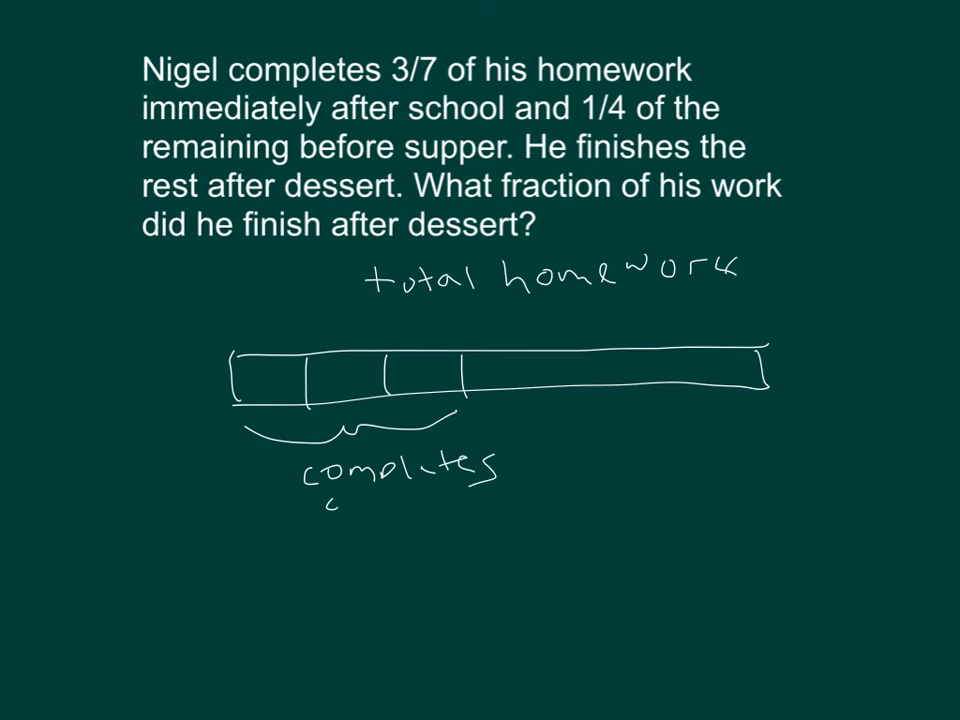 Nigel completes 3/7 of his homework
immediately after school and 1/4 of the
remaining before supper. He finishes the
rest after dessert. What fraction of his work
did he finish after dessert?
total homework
completes